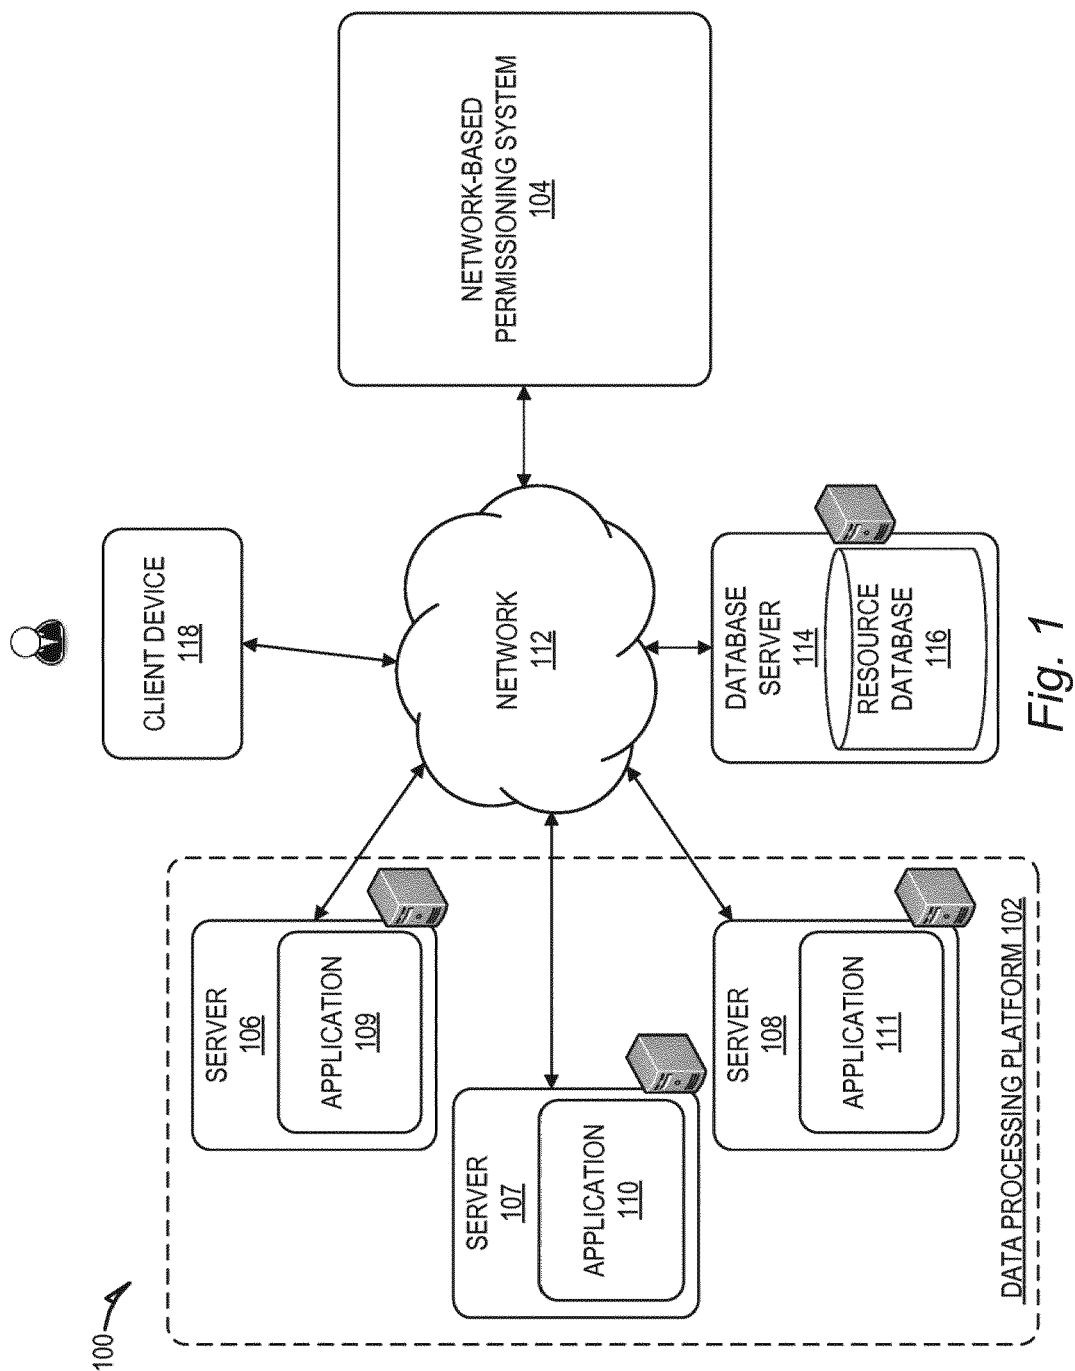 100
CLIENT DEVICE
118
SERVER
106
APPLICATION
109
SERVER
107
APPLICATION
110
SERVER
108
APPLICATION
111
DATA PROCESSING PLATFORM 102
NETWORK
112
NETWORK-BASED
PERMISSIONING SYSTEM
104
DATABASE
SERVER
114
RESOURCE
DATABASE
116
Fig. 1